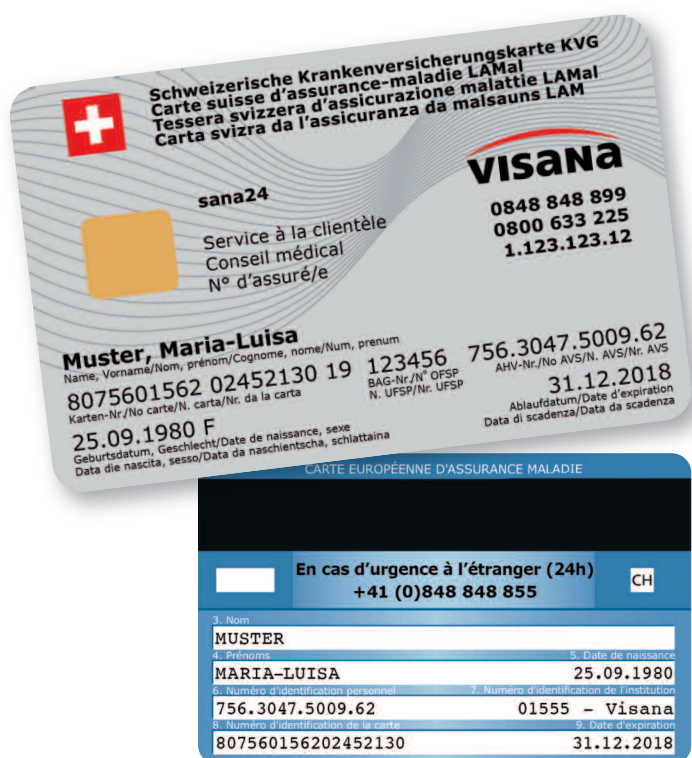 Schweizerische Krankenversicherungskarte KVG
Carte suisse d'assurance-maladie LAMal
Tessera svizzera d'assicurazione malattie LAMal
Carta svizra da l'assicuranza da malsauns LAM
visana
sana24
Service à la clientèle 0848 848 899
Conseil médical 0800 633 225
N° d'assuré/e 1.123.123.12
Muster, Maria-Luisa
Name, Vorname/Nom, prénom/Cognome, nome/Num, prenum
8075601562 02452130 19 123456 756.3047.5009.62
Karten-Nr/No carte/N. carta/Nr. da la carta BAG-Nr./N° OFSP AHV-Nr./No AVS/N. AVS/Nr. AVS
N. UFSP/Nr. UFSP
25.09.1980 F 31.12.2018
Geburtsdatum, Geschlecht/Date de naissance, sexe Ablaufdatum/Date d'expiration
Data die nascita, sesso/Data da naschientscha, schlattaina Data di scadenza/Data da scadenza
CARTE EUROPÉENNE D'ASSURANCE MALADIE
En cas d'urgence à l'étranger (24h)
+41 (0)848 848 855
CH
3. Nom
MUSTER
4. Prénoms 5. Date de naissance
MARIA-LUISA 25.09.1980
6. Numéro d'identification personnel 7. Numéro d'identification de l'institution
756.3047.5009.62 01555 - Visana
8. Numéro d'identification de la carte 9. Date d'expiration
807560156202452130 31.12.2018